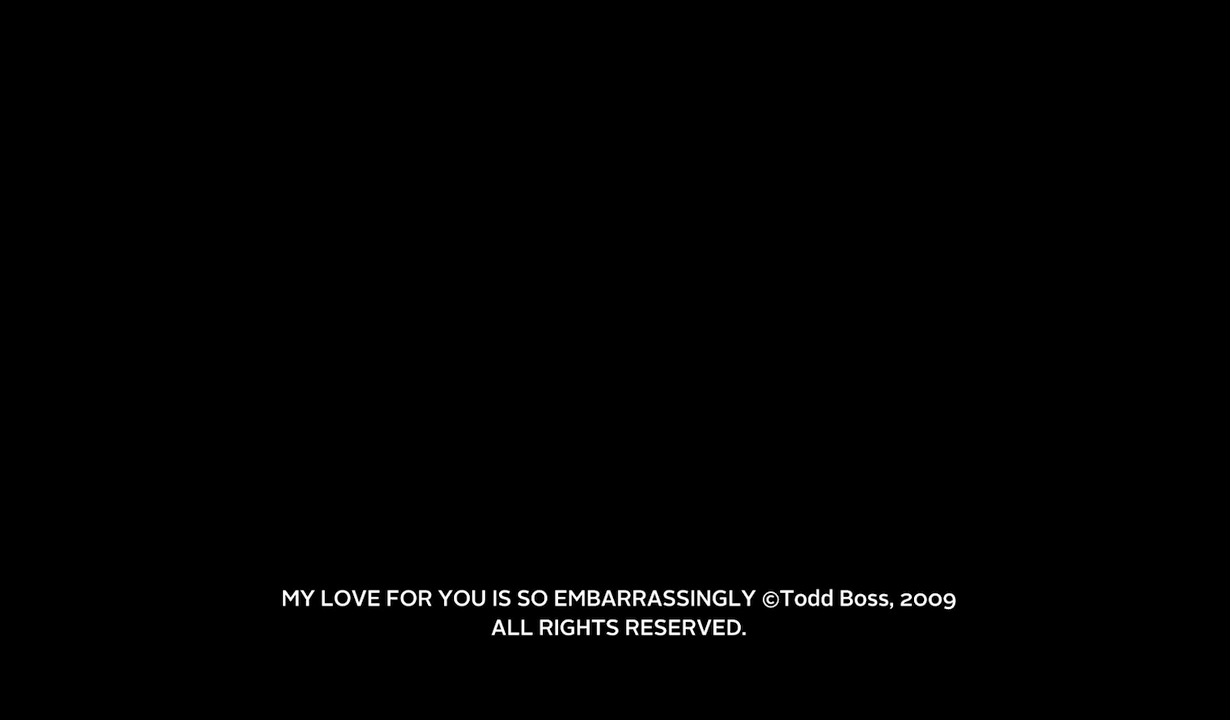 MY LOVE FOR YOU IS SO EMBARRASSINGLY ©Todd Boss, 2009
ALL RIGHTS RESERVED.